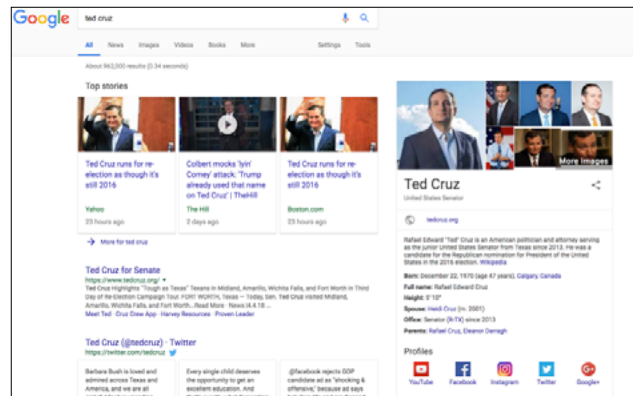 Google
ted cruz
All News Images Videos Books More Settings Tools
About 962,000 results (0.34 seconds)
Top stories
Ted Cruz runs for re-
election as though it's
still 2016
Yahoo
23 hours ago
Colbert mocks 'lyin'
Comey' attack: 'Trump
already used that name
on Ted Cruz' | TheHill
The Hill
2 days ago
Ted Cruz runs for re-
election as though it's
still 2016
Boston.com
23 hours ago
More for ted cruz
Ted Cruz for Senate
https://www.tedcruz.org/
Ted Cruz Highlights "Tough as Texas" Texans in Midland, Amarillo, Wichita Falls, and Fort Worth in Third
Day of Re-Election Campaign Tour. FORT WORTH, Texas — Today, Sen. Ted Cruz visited Midland,
Amarillo, Wichita Falls, and Fort Worth...Read More · News
Meet Ted · Cruz Crew App · Harvey Resources · Proven Leader
Ted Cruz (@tedcruz) · Twitter
https://twitter.com/tedcruz
Barbara Bush is loved and
admired across Texas and
America, and we are all
Every single child deserves
the opportunity to get an
excellent education. And
.@facebook rejects GOP
candidate ad as "shocking &
offensive," because ad says
More images
Ted Cruz
United States Senator
tedcruz.org
Rafael Edward "Ted" Cruz is an American politician and attorney serving
as the junior United States Senator from Texas since 2013. He was a
candidate for the Republican nomination for President of the United
States in the 2016 election. Wikipedia
Born: December 22, 1970 (age 47 years), Calgary, Canada
Full name: Rafael Edward Cruz
Height: 5'10"
Spouse: Heidi Cruz (m. 2001)
Office: Senator (R-TX) since 2013
Parents: Rafael Cruz, Eleanor Darragh
Profiles
YouTube Facebook Instagram Twitter Google+